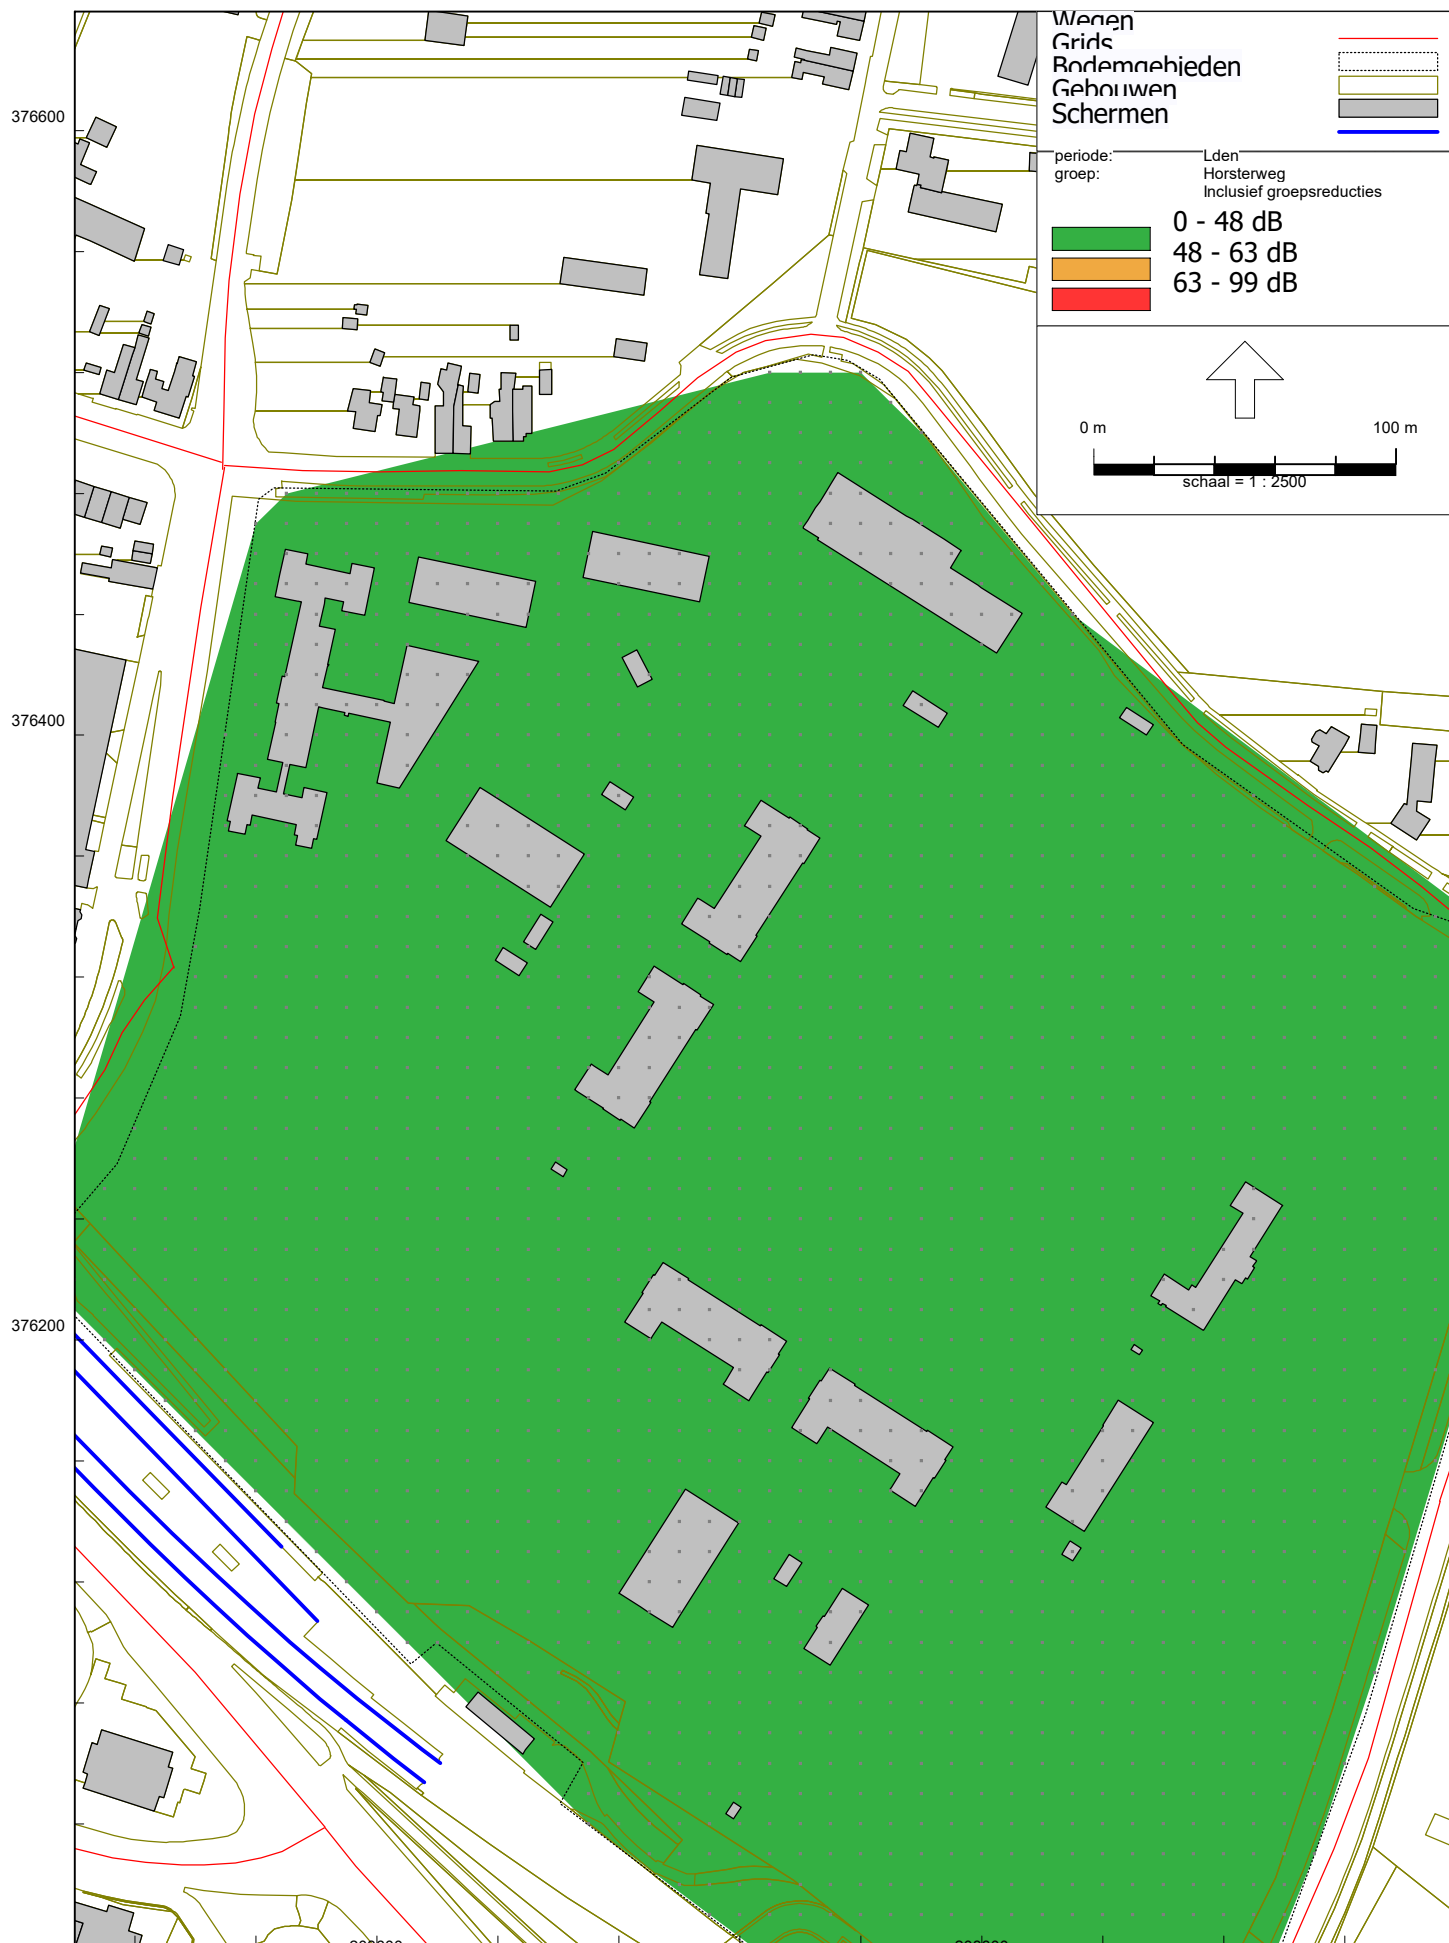 Wegen
Grids
Bodemgebieden
Gebouwen
Schermen
periode: Lden
groep: Horsterweg
Inclusief groepsreducties
0 - 48 dB
48 - 63 dB
63 - 99 dB
0 m 100 m
schaal = 1 : 2500
376600
376400
376200